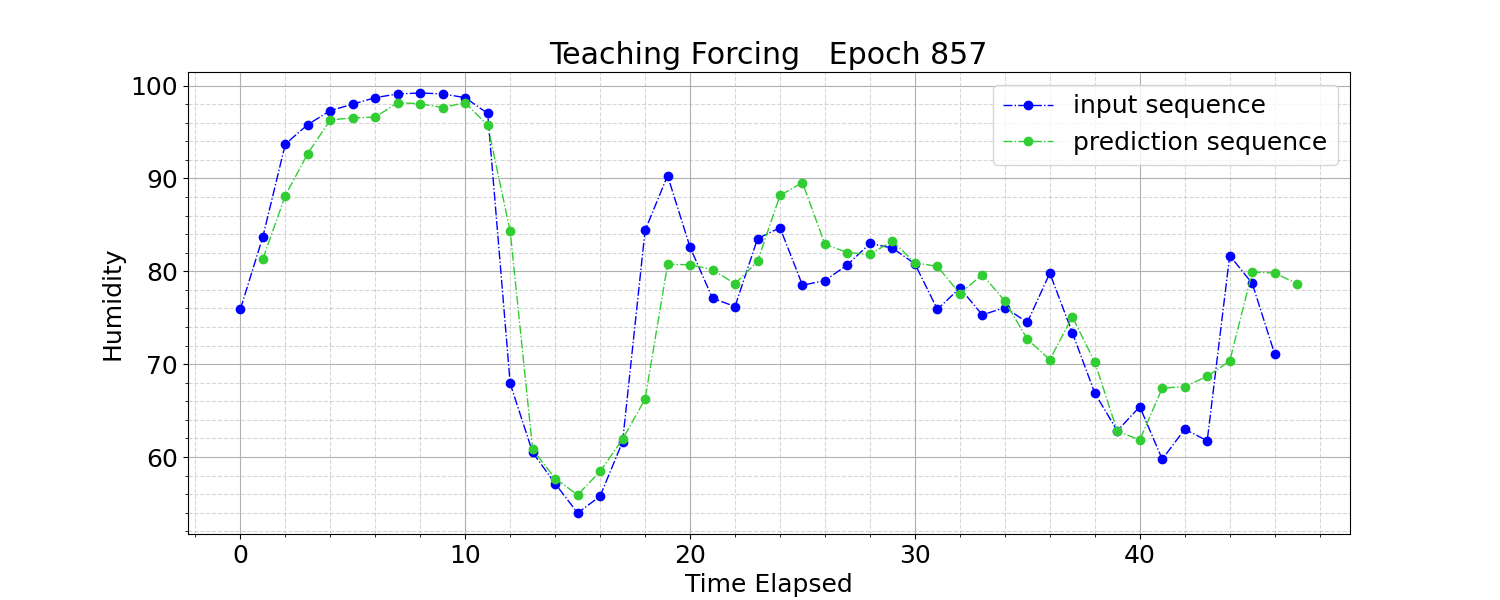 Teaching Forcing   Epoch 857
input sequence
prediction sequence
100
90
80
70
60
Humidity
0 10 20 30 40
Time Elapsed